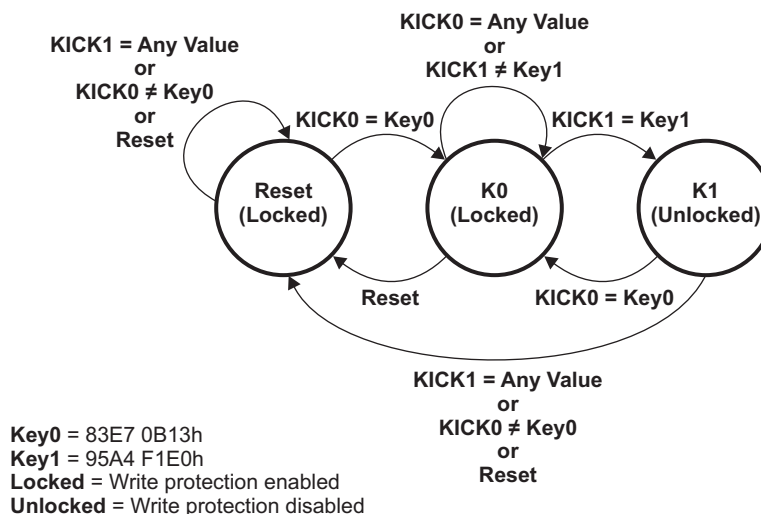 KICK0 = Any Value
or
KICK1 ≠ Key1
KICK1 = Any Value
or
KICK0 ≠ Key0
or
Reset
KICK0 = Key0
KICK1 = Key1
Reset
(Locked)
K0
(Locked)
K1
(Unlocked)
Reset
KICK0 = Key0
KICK1 = Any Value
or
KICK0 ≠ Key0
or
Reset
Key0 = 83E7 0B13h
Key1 = 95A4 F1E0h
Locked = Write protection enabled
Unlocked = Write protection disabled